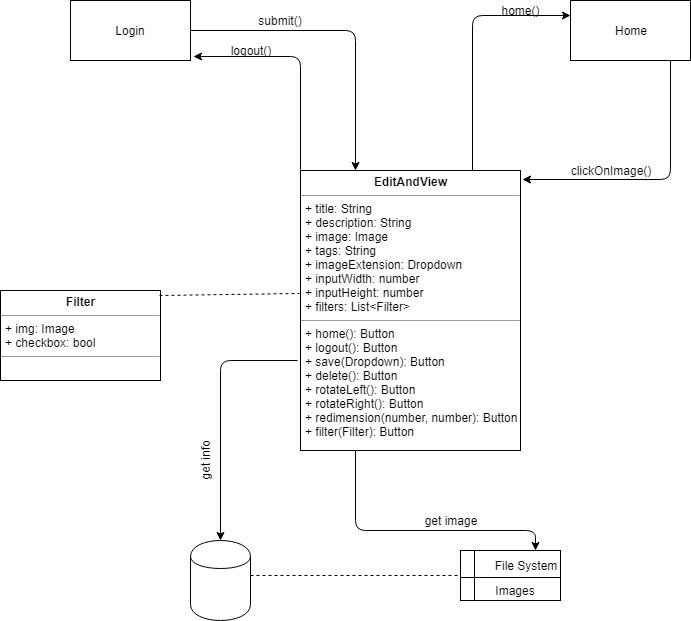 Login
submit()
logout()
home()
Home
clickOnImage()
EditAndView
+ title: String
+ description: String
+ image: Image
+ tags: String
+ imageExtension: Dropdown
+ inputWidth: number
+ inputHeight: number
+ filters: List<Filter>
+ home(): Button
+ logout(): Button
+ save(Dropdown): Button
+ delete(): Button
+ rotateLeft(): Button
+ rotateRight(): Button
+ redimension(number, number): Button
+ filter(Filter): Button
Filter
+ img: Image
+ checkbox: bool
get info
get image
File System
Images